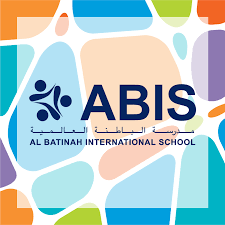 ABIS
مدرسة الباطنة العالمية
AL BATINAH INTERNATIONAL SCHOOL